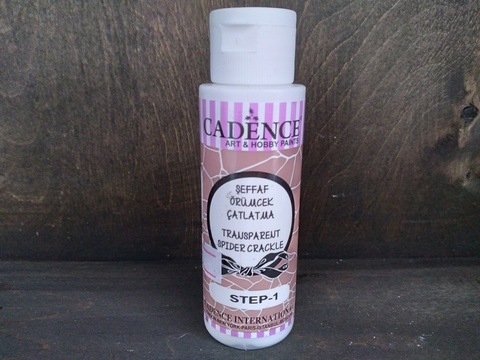 CADENCE
ART & HOBBY PAINTS
ŞEFFAF
ÖRÜMCEK
ÇATLATMA
TRANSPARENT
SPIDER CRACKLE
STEP-1
CADENCE INTERNATIONAL